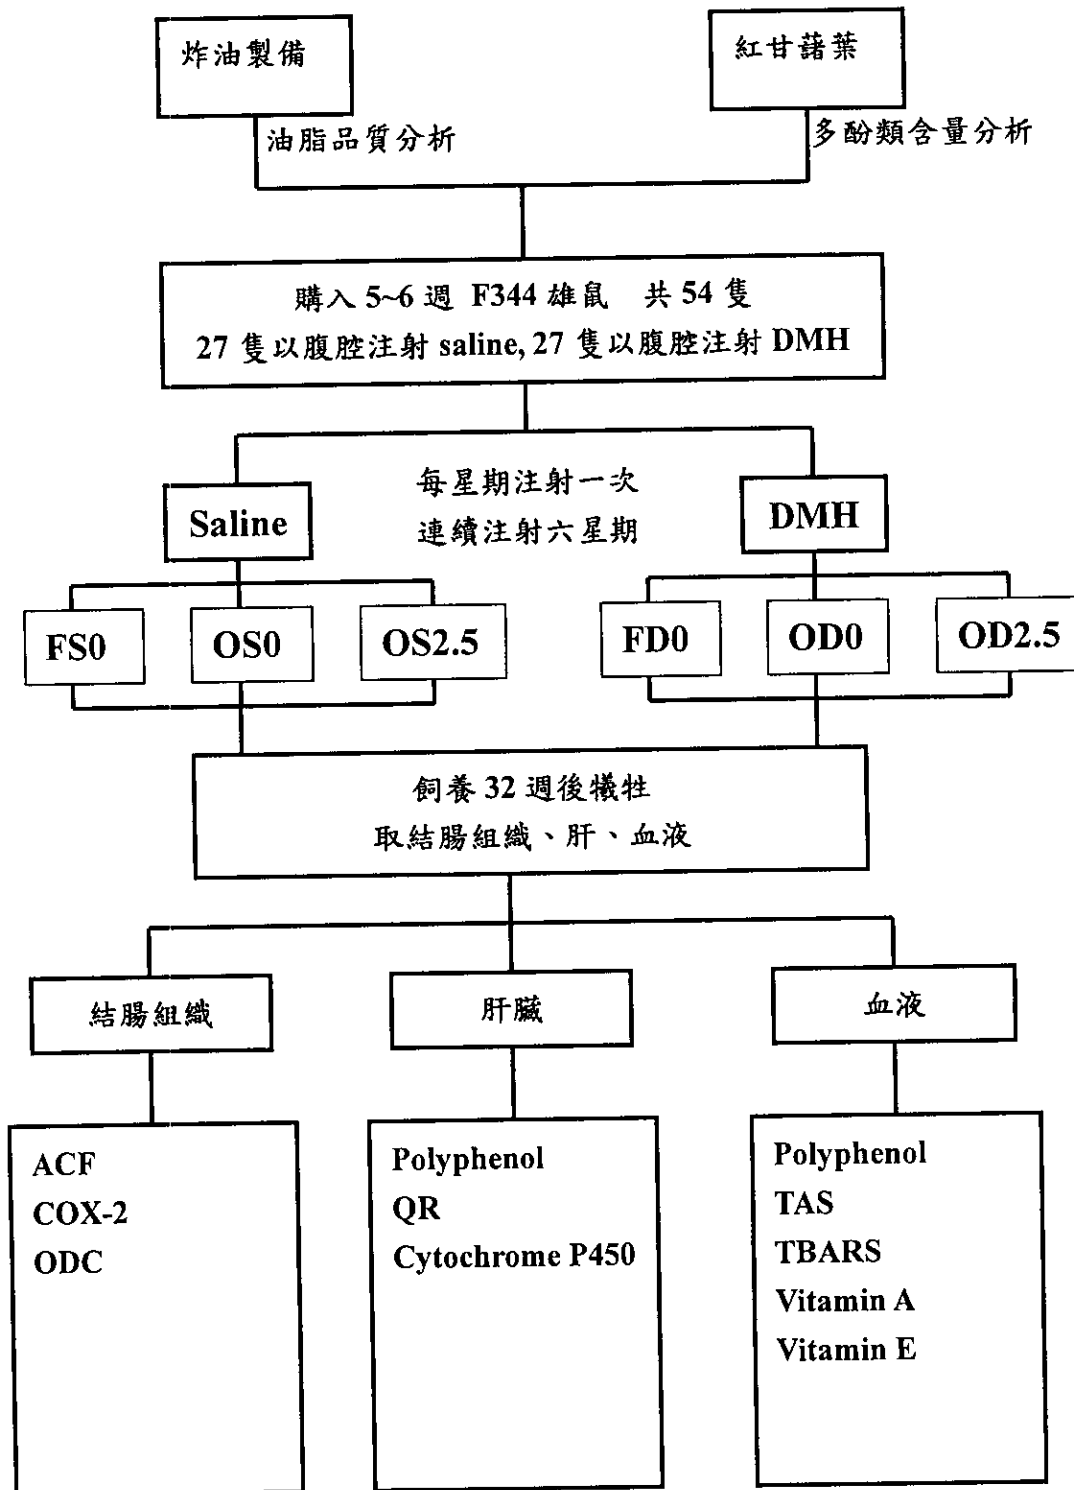 炸油製備
紅甘藷葉
油脂品質分析
多酚類含量分析
購入 5~6 週 F344 雄鼠 共 54 隻
27 隻以腹腔注射 saline, 27 隻以腹腔注射 DMH
每星期注射一次
連續注射六星期
Saline
DMH
FS0
OS0
OS2.5
FD0
OD0
OD2.5
飼養 32 週後犧牲
取結腸組織、肝、血液
結腸組織
肝臟
血液
ACF
COX-2
ODC
Polyphenol
QR
Cytochrome P450
Polyphenol
TAS
TBARS
Vitamin A
Vitamin E